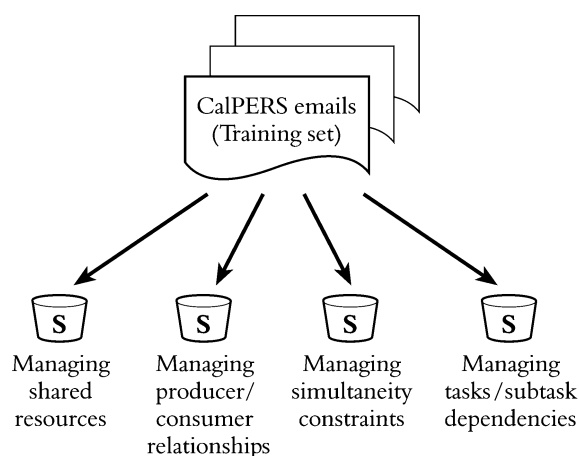 CalPERS emails
(Training set)
S
S
S
S
Managing
shared
resources
Managing
producer/
consumer
relationships
Managing
simultaneity
constraints
Managing
tasks/subtask
dependencies